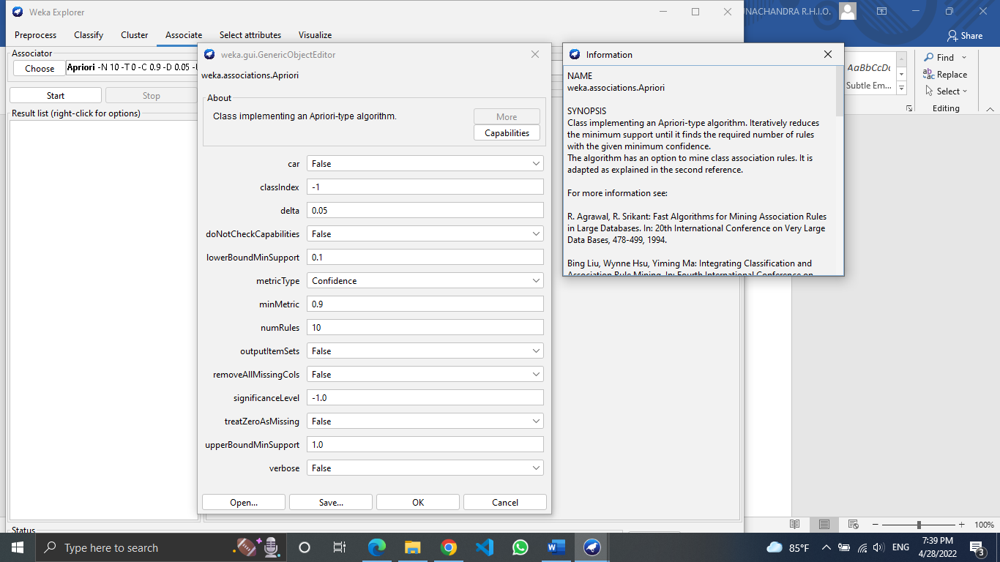 Weka Explorer
UNACHANDRA R.H.I.O.
Preprocess Classify Cluster Associate Select attributes Visualize
Share
Associator
Choose Apriori -N 10 -T 0 -C 0.9 -D 0.05
Start Stop
Result list (right-click for options)
Status
weka.gui.GenericObjectEditor
weka.associations.Apriori
About
Class implementing an Apriori-type algorithm.
More
Capabilities
car False
classIndex -1
delta 0.05
doNotCheckCapabilities False
lowerBoundMinSupport 0.1
metricType Confidence
minMetric 0.9
numRules 10
outputItemSets False
removeAllMissingCols False
significanceLevel -1.0
treatZeroAsMissing False
upperBoundMinSupport 1.0
verbose False
Open... Save... OK Cancel
Information
NAME
weka.associations.Apriori
SYNOPSIS
Class implementing an Apriori-type algorithm. Iteratively reduces
the minimum support until it finds the required number of rules
with the given minimum confidence.
The algorithm has an option to mine class association rules. It is
adapted as explained in the second reference.
For more information see:
R. Agrawal, R. Srikant: Fast Algorithms for Mining Association Rules
in Large Databases. In: 20th International Conference on Very Large
Data Bases, 478-499, 1994.
Bing Liu, Wynne Hsu, Yiming Ma: Integrating Classification and
Association Rule Mining. In: Fourth International Conference on
AaBbCcDc
Subtle Em...
Find
Replace
Select
Editing
100%
Type here to search
85°F
ENG
7:39 PM
4/28/2022
3